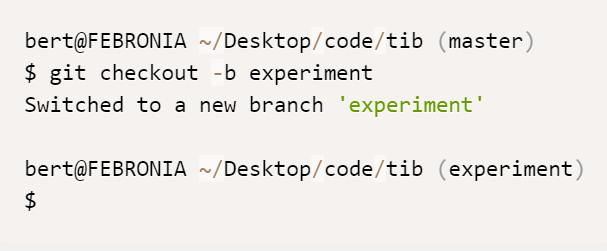 bert@FEBRONIA ~/Desktop/code/tib (master)
$ git checkout -b experiment
Switched to a new branch 'experiment'
bert@FEBRONIA ~/Desktop/code/tib (experiment)
$